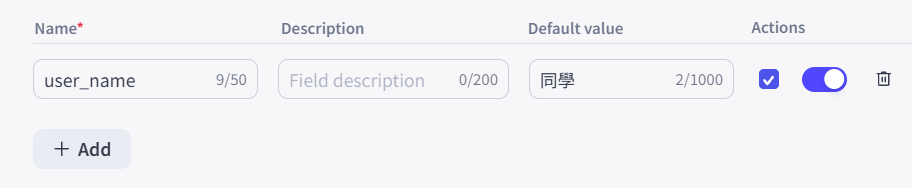 Name* Description Default value Actions
user_name 9/50 Field description 0/200 同學 2/1000
+ Add